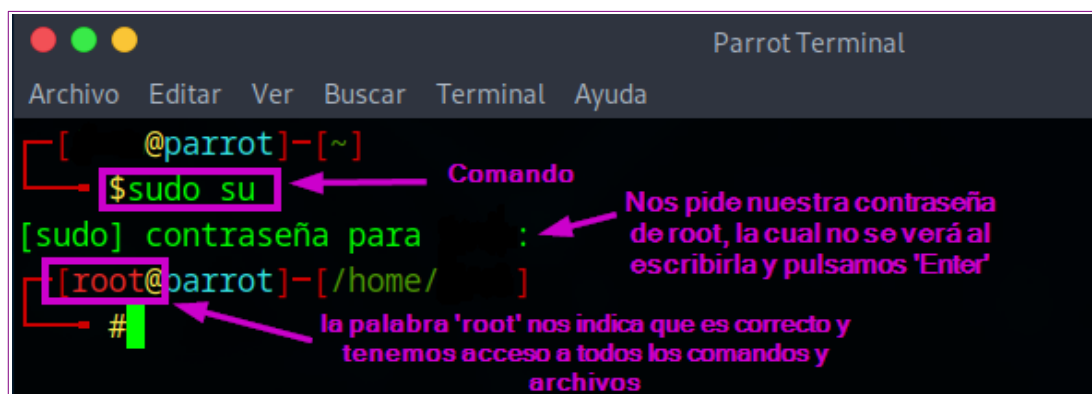 Parrot Terminal
Archivo Editar Ver Buscar Terminal Ayuda
[ @parrot]-[~]
$sudo su
Comando
[sudo] contraseña para :
Nos pide nuestra contraseña
de root, la cual no se verá al
escribirla y pulsamos 'Enter'
[root@parrot]-[/home/ ]
#
la palabra 'root' nos indica que es correcto y
tenemos acceso a todos los comandos y
archivos